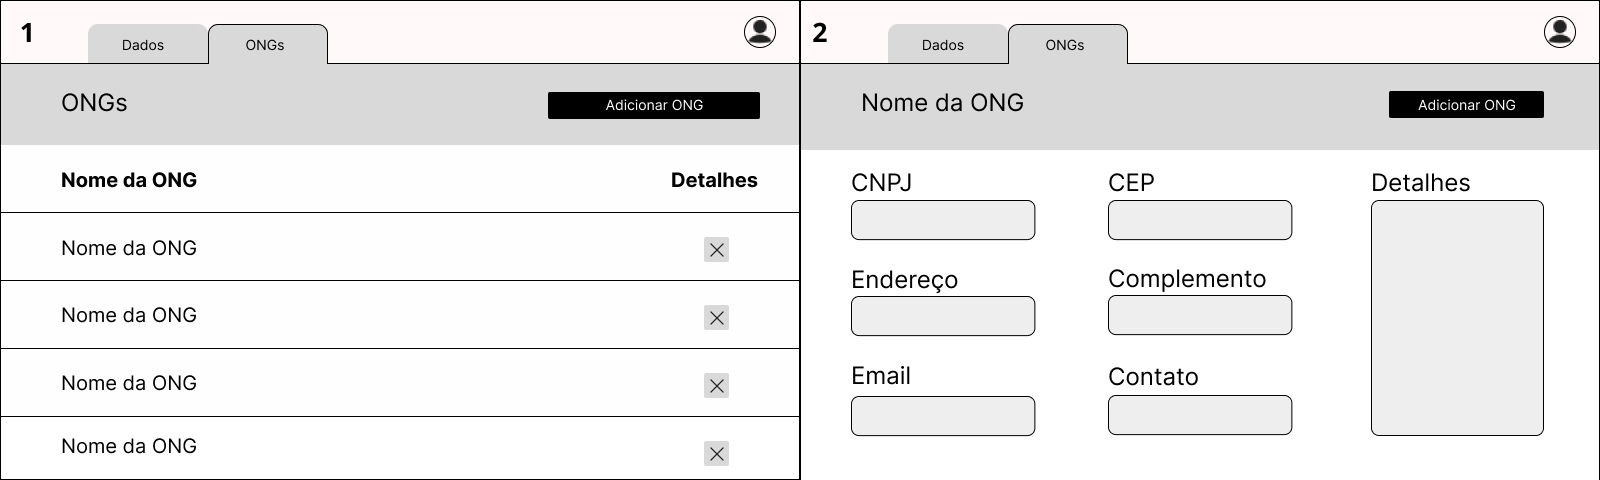 1
Dados
ONGs
ONGs
Adicionar ONG
Nome da ONG
Detalhes
Nome da ONG
Nome da ONG
Nome da ONG
Nome da ONG
2
Dados
ONGs
Nome da ONG
Adicionar ONG
CNPJ
CEP
Detalhes
Endereço
Complemento
Email
Contato